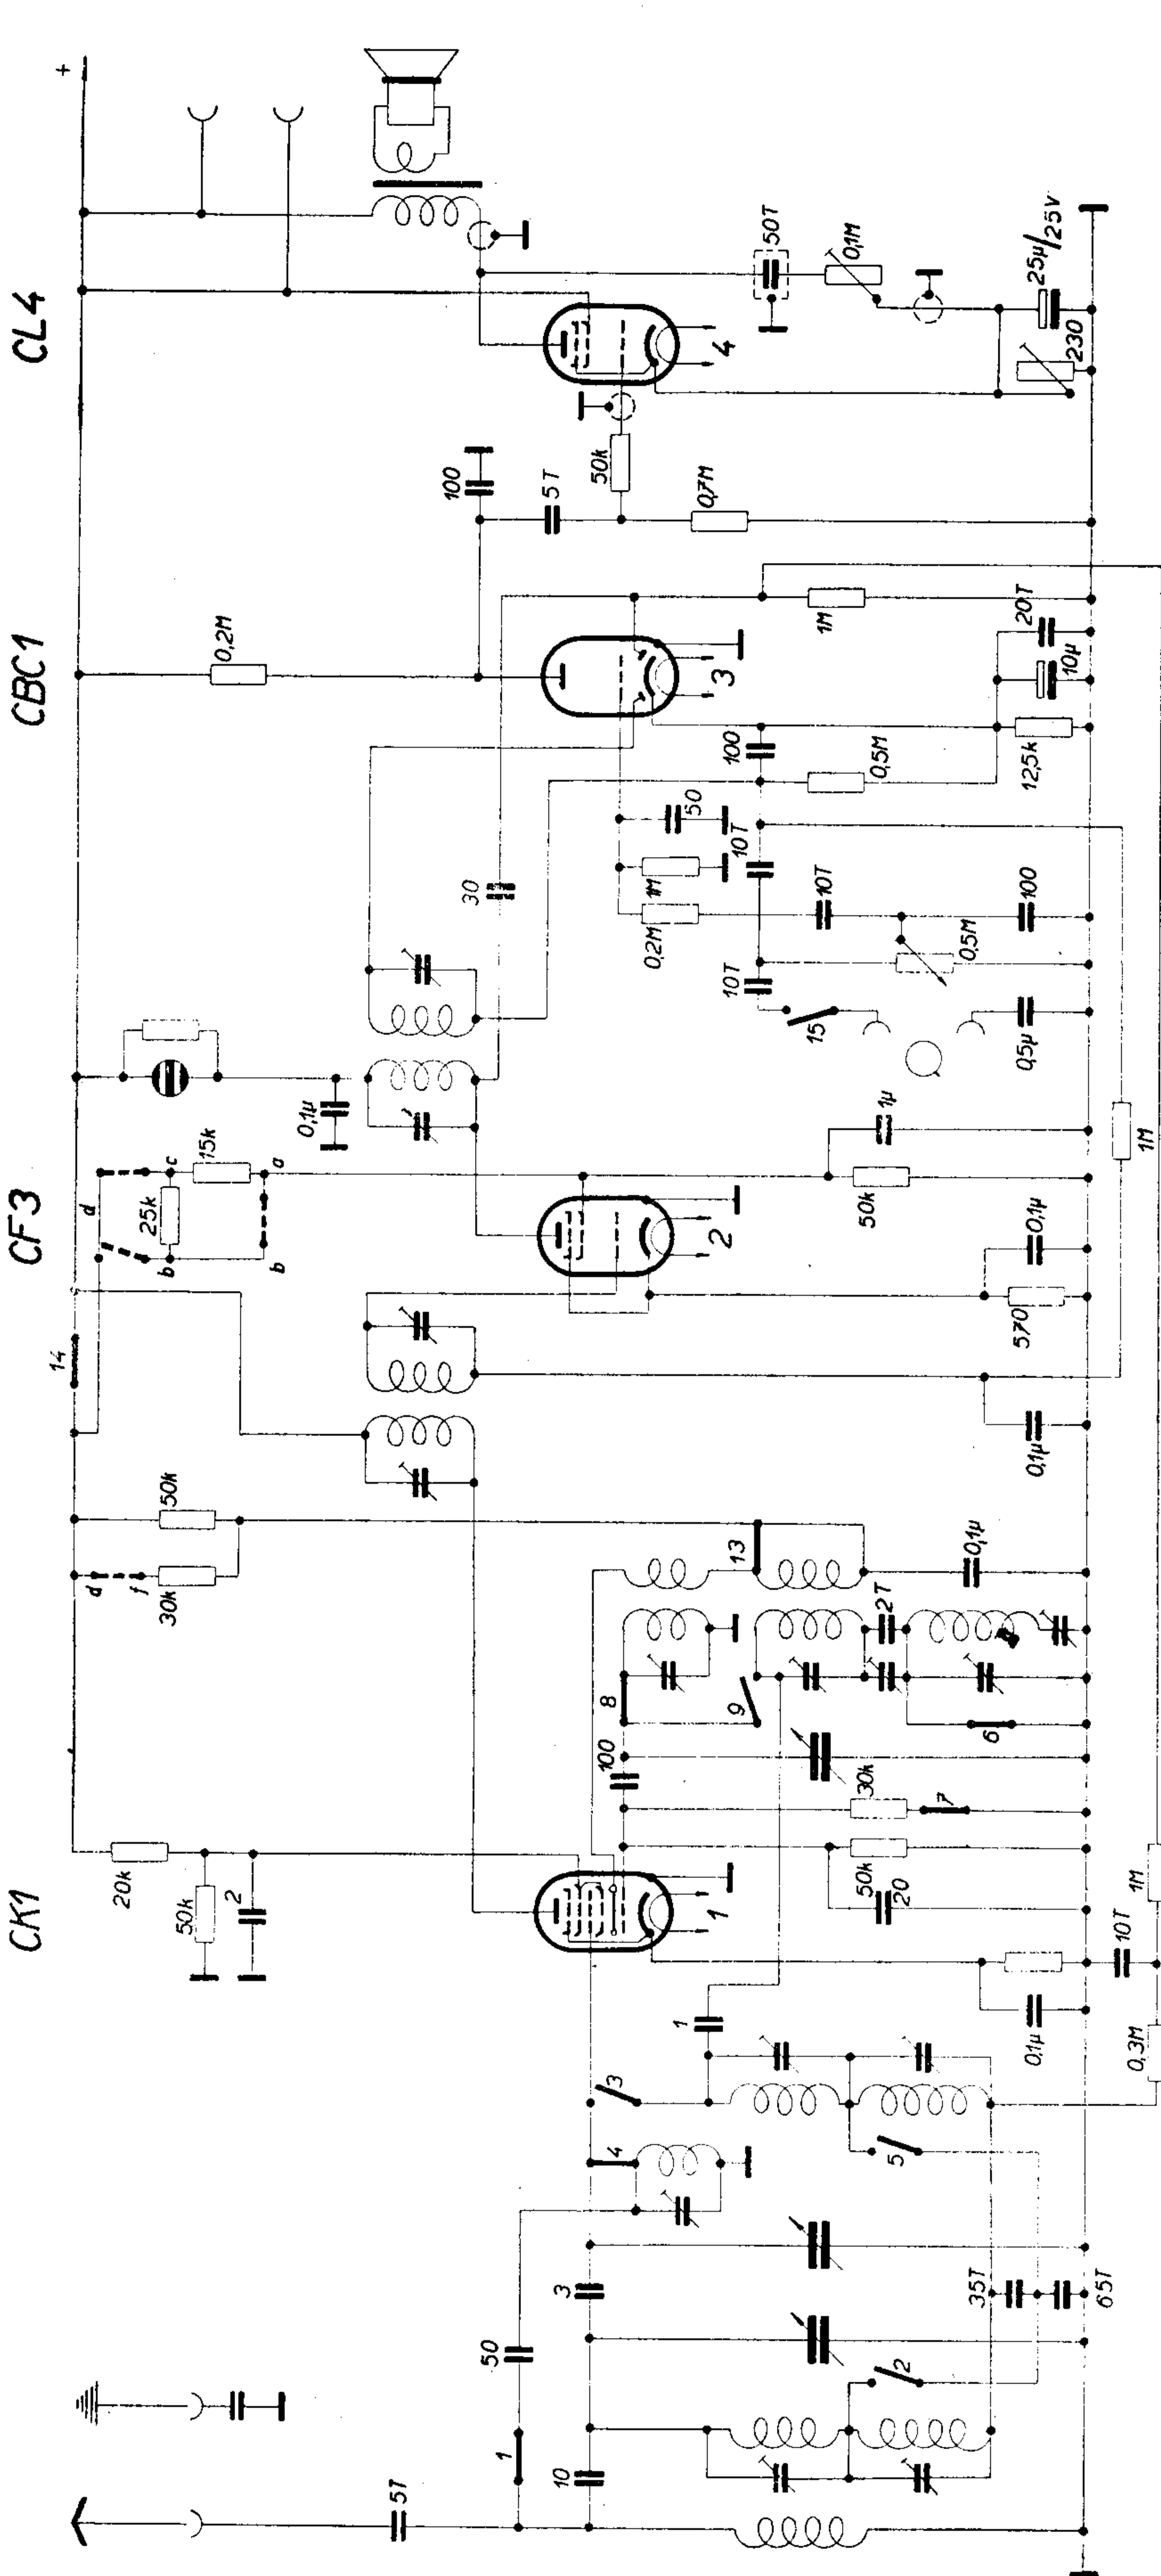 CK1
CF3
CBC1
CL4
+
5T
10
1
50
3
2
35T
65T
4
5
3
1
0,1µ
0,3M
10T
1M
1
20k
50k
2
50k
20
30k
7
100
8
9
6
2T
13
0,1µ
30k
d
f
50k
14
0,1µ
570
0,1µ
2
d
b
25k
c
15k
b
a
50k
1µ
0,1µ
1M
15
0,5µ
10T
0,5M
100
10T
0,2M
1M
10T
50
30
100
0,5M
12,5k
10µ
20T
1M
3
0,2M
100
5T
50k
0,7M
4
50T
0,1M
230
25µ/25V